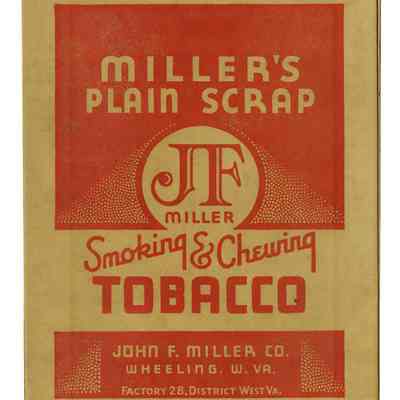 MILLER'S
PLAIN SCRAP
JF
MILLER
Smoking & Chewing
TOBACCO
JOHN F. MILLER CO.
WHEELING, W. VA.
FACTORY 28, DISTRICT WEST VA.